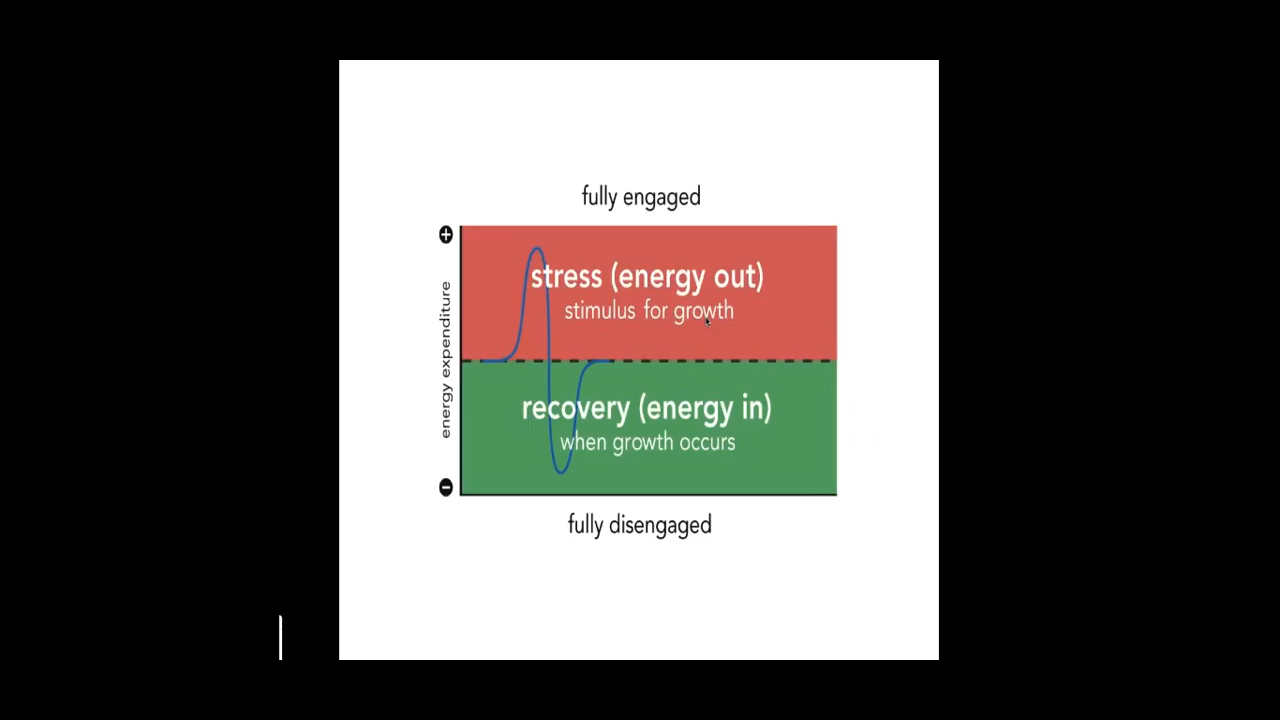 fully engaged
+
stress (energy out)
stimulus for growth
energy expenditure
recovery (energy in)
when growth occurs
−
fully disengaged